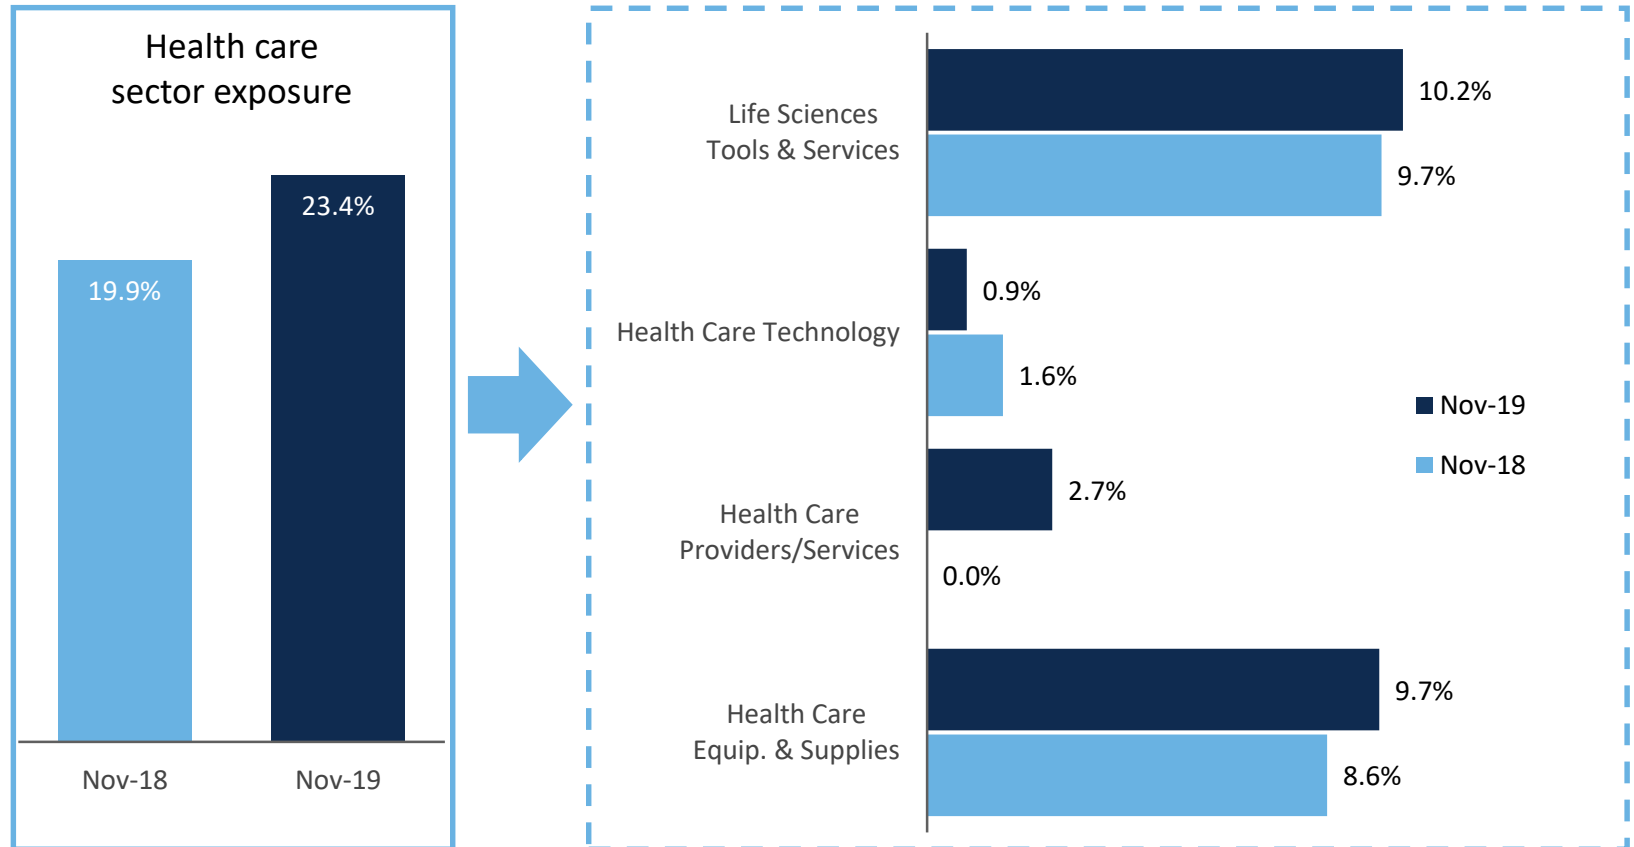 Health care
sector exposure
19.9%
23.4%
Nov-18
Nov-19
Life Sciences
Tools & Services
10.2%
9.7%
Health Care Technology
0.9%
1.6%
Health Care
Providers/Services
2.7%
0.0%
Health Care
Equip. & Supplies
9.7%
8.6%
Nov-19
Nov-18